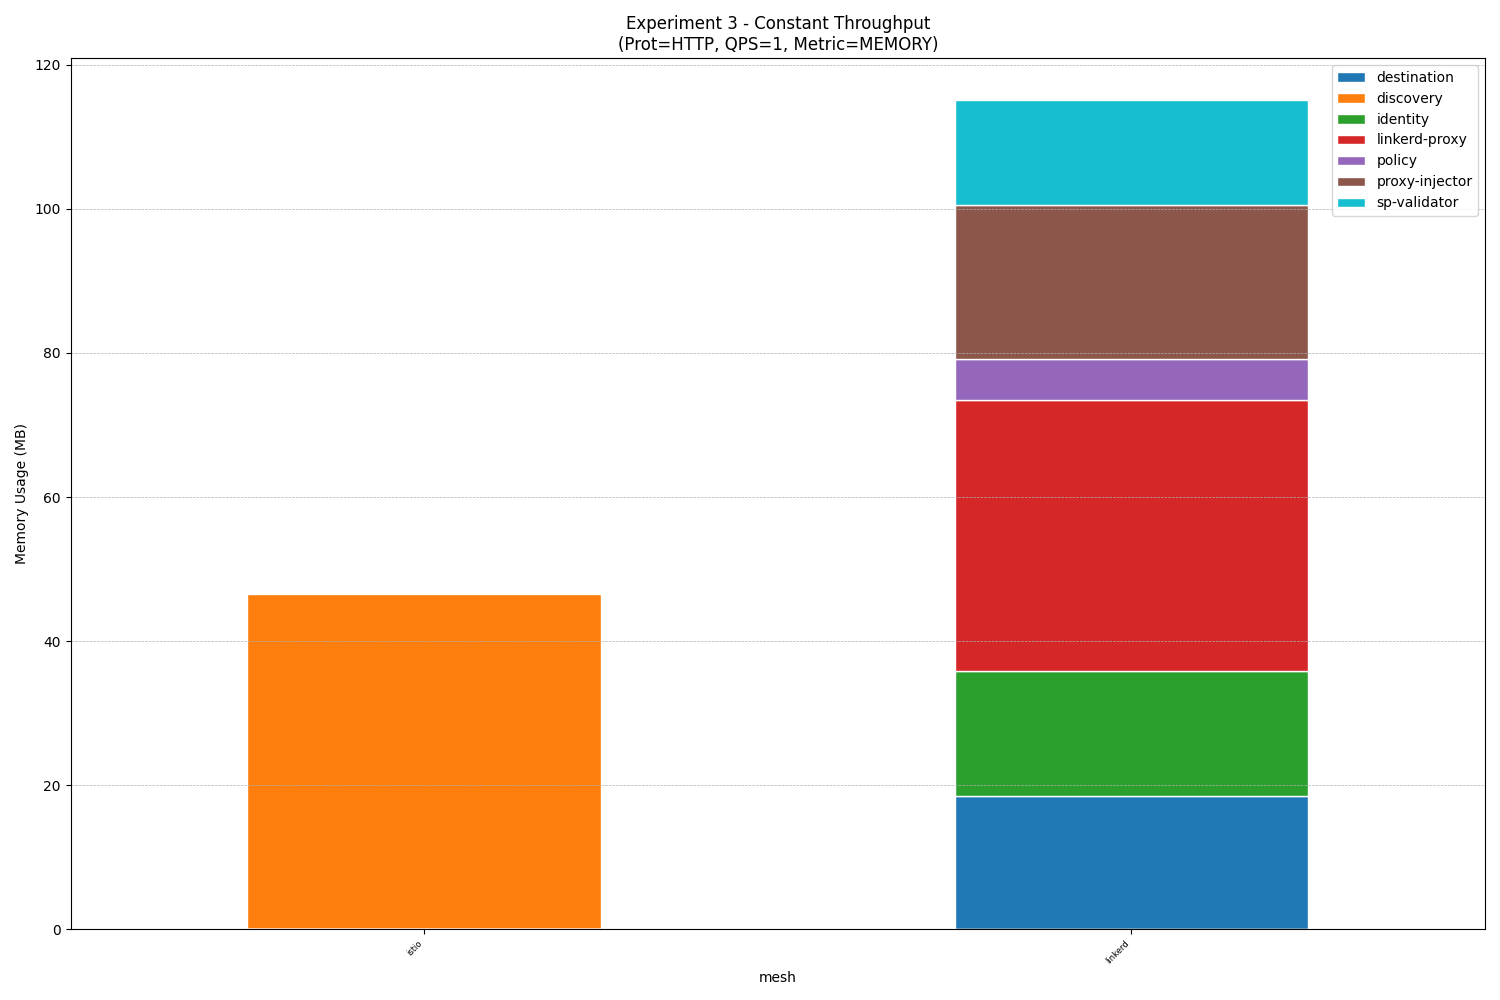 Experiment 3 - Constant Throughput
(Prot=HTTP, QPS=1, Metric=MEMORY)
120
100
80
60
40
20
0
Memory Usage (MB)
destination
discovery
identity
linkerd-proxy
policy
proxy-injector
sp-validator
istio
linkerd
mesh